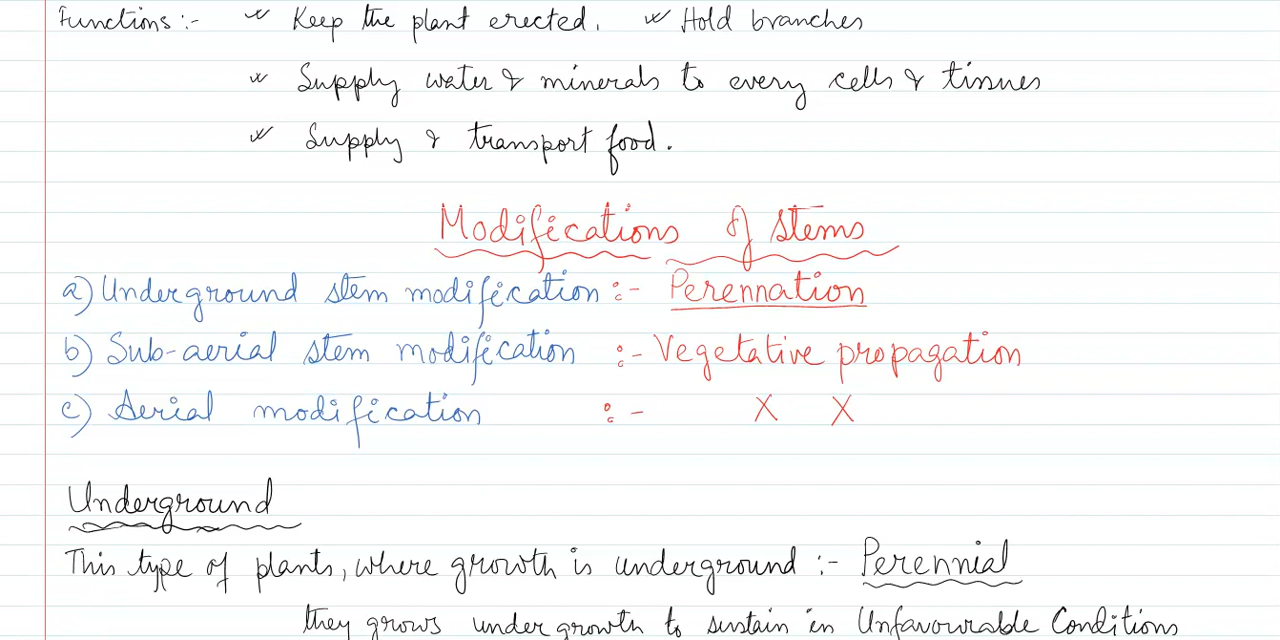 Functions :- Keep the plant erected. Hold branches
Supply water & minerals to every cells & tissues
Supply & transport food.
Modifications of stems
a) Underground stem modification :- Perennation
b) Sub-aerial stem modification :- Vegetative propagation
c) Aerial modification :- X X
Underground
This type of plants, where growth is underground :- Perennial
they grows under growth to sustain in Unfavourable Conditions